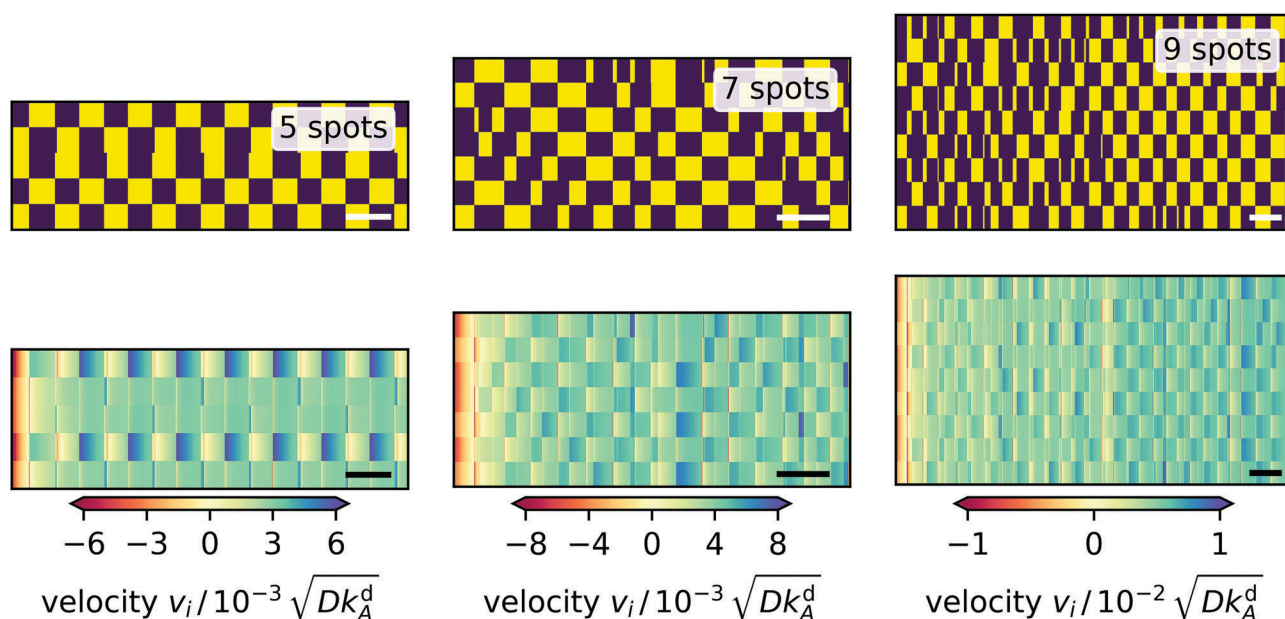 5 spots
7 spots
9 spots
−6 −3 0 3 6
−8 −4 0 4 8
−1 0 1
velocity v_i / 10⁻³ √(Dk_A^d)
velocity v_i / 10⁻³ √(Dk_A^d)
velocity v_i / 10⁻² √(Dk_A^d)